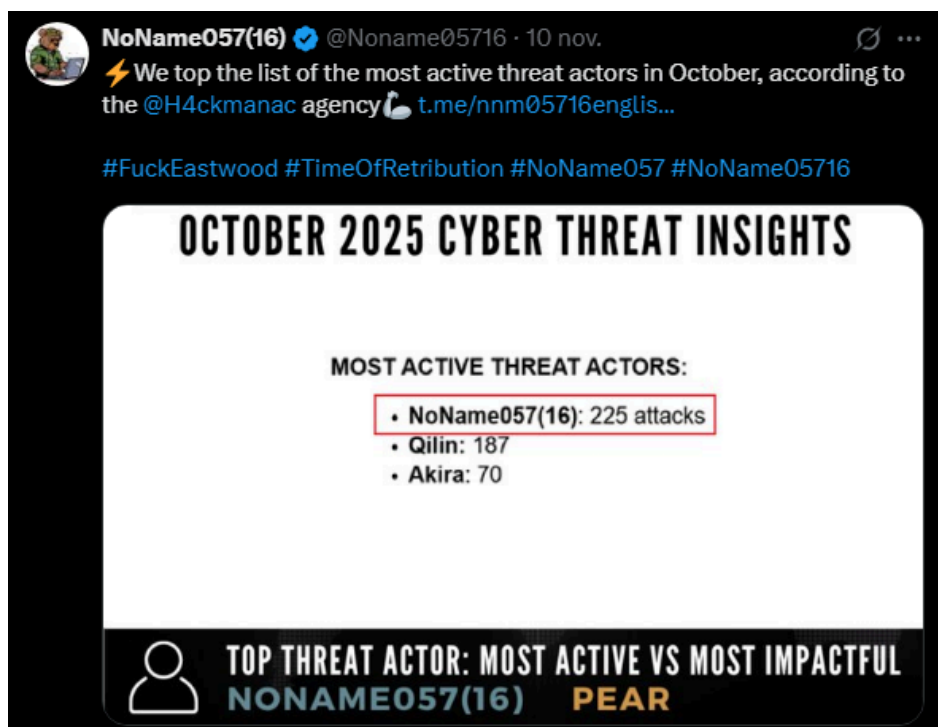 NoName057(16) @Noname05716 · 10 nov.
⚡We top the list of the most active threat actors in October, according to
the @H4ckmanac agency🦾 t.me/nnm05716englis...
#FuckEastwood #TimeOfRetribution #NoName057 #NoName05716
OCTOBER 2025 CYBER THREAT INSIGHTS
MOST ACTIVE THREAT ACTORS:
• NoName057(16): 225 attacks
• Qilin: 187
• Akira: 70
TOP THREAT ACTOR: MOST ACTIVE VS MOST IMPACTFUL
NONAME057(16) PEAR